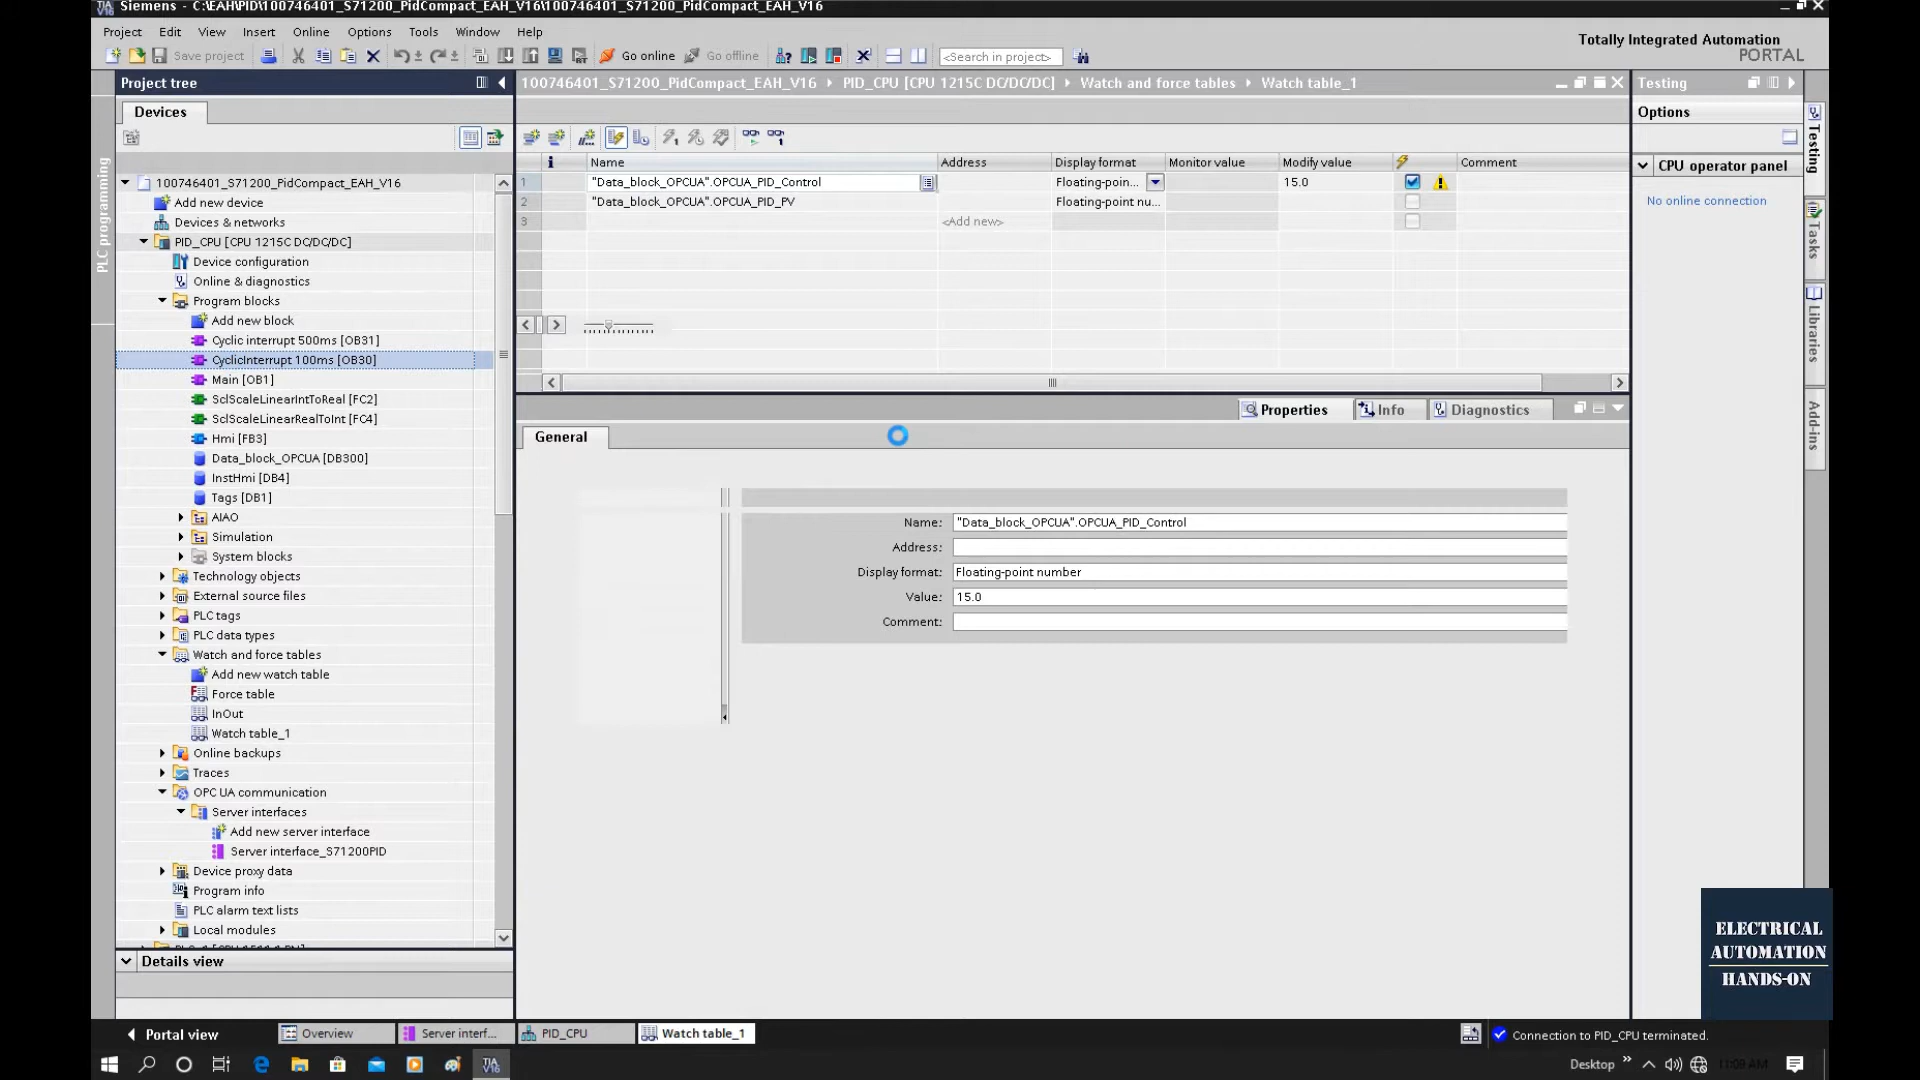 Siemens - C:\EAH\PID\100746401_S71200_PidCompact_EAH_V16\100746401_S71200_PidCompact_EAH_V16
Project Edit View Insert Online Options Tools Window Help
Totally Integrated Automation
PORTAL
Save project
Go online
Go offline
<Search in project>
Project tree
100746401_S71200_PidCompact_EAH_V16 PID_CPU [CPU 1215C DC/DC/DC] Watch and force tables Watch table_1
Testing
Devices
Options
CPU operator panel
No online connection
PLC programming
Testing
Tasks
Libraries
Add-ins
i Name Address Display format Monitor value Modify value Comment
1 "Data_block_OPCUA".OPCUA_PID_Control Floating-poin... 15.0
2 "Data_block_OPCUA".OPCUA_PID_PV Floating-point nu...
3 <Add new>
100746401_S71200_PidCompact_EAH_V16
Add new device
Devices & networks
PID_CPU [CPU 1215C DC/DC/DC]
Device configuration
Online & diagnostics
Program blocks
Add new block
Cyclic interrupt 500ms [OB31]
CyclicInterrupt 100ms [OB30]
Main [OB1]
SclScaleLinearIntToReal [FC2]
SclScaleLinearRealToInt [FC4]
Hmi [FB3]
Data_block_OPCUA [DB300]
InstHmi [DB4]
Tags [DB1]
AIAO
Simulation
System blocks
Technology objects
External source files
PLC tags
PLC data types
Watch and force tables
Add new watch table
Force table
InOut
Watch table_1
Online backups
Traces
OPC UA communication
Server interfaces
Add new server interface
Server interface_S71200PID
Device proxy data
Program info
PLC alarm text lists
Local modules
Details view
Properties Info Diagnostics
General
Name: "Data_block_OPCUA".OPCUA_PID_Control
Address:
Display format: Floating-point number
Value: 15.0
Comment:
ELECTRICAL
AUTOMATION
HANDS-ON
Portal view Overview Server interf... PID_CPU Watch table_1
Connection to PID_CPU terminated.
Desktop